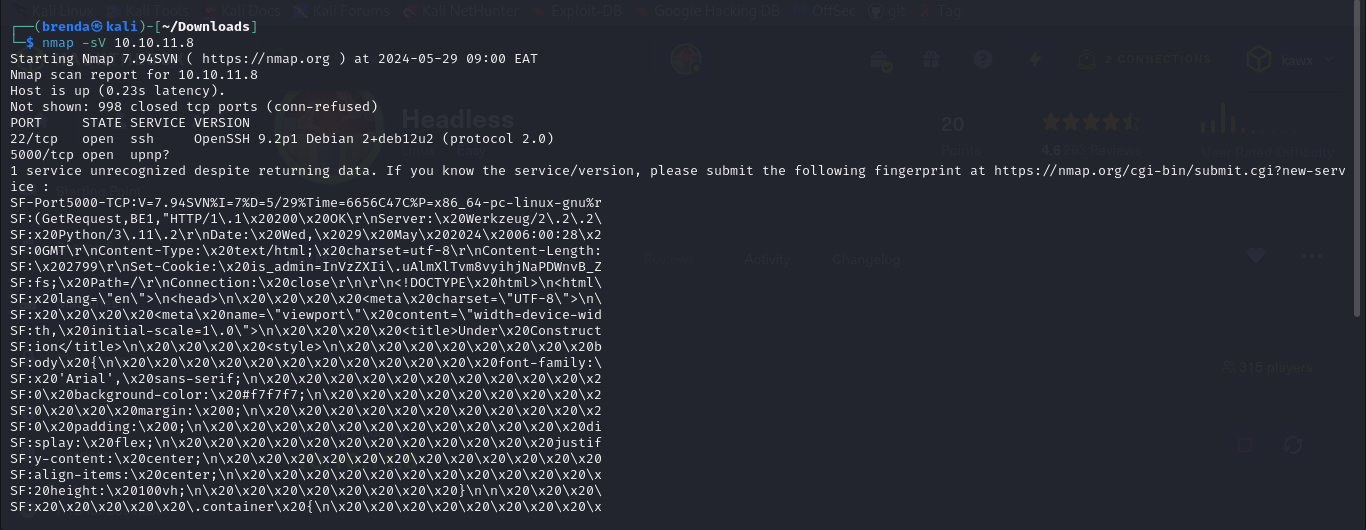 Kali Linux Kali Tools Kali Docs Kali Forums Kali NetHunter Exploit-DB Google Hacking DB OffSec git Tag
┌──(brenda㉿kali)-[~/Downloads]
└─$ nmap -sV 10.10.11.8
Starting Nmap 7.94SVN ( https://nmap.org ) at 2024-05-29 09:00 EAT
Nmap scan report for 10.10.11.8
Host is up (0.23s latency).
2 CONNECTIONS
kowx
Not shown: 998 closed tcp ports (conn-refused)
Headless
20
PORT     STATE SERVICE VERSION
22/tcp   open  ssh     OpenSSH 9.2p1 Debian 2+deb12u2 (protocol 2.0)
5000/tcp open  upnp?
Points
4.6
1 service unrecognized despite returning data. If you know the service/version, please submit the following fingerprint at https://nmap.org/cgi-bin/submit.cgi?new-serv
ice :
SF-Port5000-TCP:V=7.94SVN%I=7%D=5/29%Time=6656C47C%P=x86_64-pc-linux-gnu%r
SF:(GetRequest,BE1,"HTTP/1\.1\x20200\x20OK\r\nServer:\x20Werkzeug/2\.2\.2\
SF:x20Python/3\.11\.2\r\nDate:\x20Wed,\x2029\x20May\x202024\x2006:00:28\x2
SF:0GMT\r\nContent-Type:\x20text/html;\x20charset=utf-8\r\nContent-Length:
Activity Changelog
SF:\x202799\r\nSet-Cookie:\x20is_admin=InVzZXIi\.uAlmXlTvm8vyihjNaPDWnvB_Z
SF:fs;\x20Path=/\r\nConnection:\x20close\r\n\r\n<!DOCTYPE\x20html>\n<html\
SF:x20lang=\"en\">\n<head>\n\x20\x20\x20\x20<meta\x20charset=\"UTF-8\">\n\
SF:x20\x20\x20\x20<meta\x20name=\"viewport\"\x20content=\"width=device-wid
SF:th,\x20initial-scale=1\.0\">\n\x20\x20\x20\x20<title>Under\x20Construct
SF:ion</title>\n\x20\x20\x20\x20<style>\n\x20\x20\x20\x20\x20\x20\x20\x20b
SF:ody\x20{\n\x20\x20\x20\x20\x20\x20\x20\x20\x20\x20\x20\x20font-family:\
315 players
SF:x20'Arial',\x20sans-serif;\n\x20\x20\x20\x20\x20\x20\x20\x20\x20\x20\x2
SF:0\x20background-color:\x20#f7f7f7;\n\x20\x20\x20\x20\x20\x20\x20\x20\x2
SF:0\x20\x20\x20margin:\x200;\n\x20\x20\x20\x20\x20\x20\x20\x20\x20\x20\x2
SF:0\x20padding:\x200;\n\x20\x20\x20\x20\x20\x20\x20\x20\x20\x20\x20\x20di
SF:splay:\x20flex;\n\x20\x20\x20\x20\x20\x20\x20\x20\x20\x20\x20\x20justif
SF:y-content:\x20center;\n\x20\x20\x20\x20\x20\x20\x20\x20\x20\x20\x20\x20
SF:align-items:\x20center;\n\x20\x20\x20\x20\x20\x20\x20\x20\x20\x20\x20\x
SF:20height:\x20100vh;\n\x20\x20\x20\x20\x20\x20\x20\x20}\n\n\x20\x20\x20\
SF:x20\x20\x20\x20\x20\.container\x20{\n\x20\x20\x20\x20\x20\x20\x20\x20\x